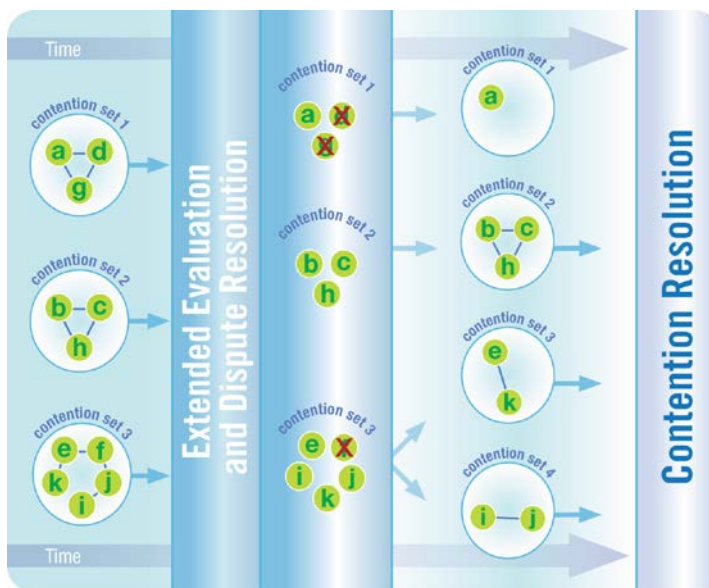 Time
contention set 1
a d
g
contention set 2
b c
h
contention set 3
e f
k j
i
Time
Extended Evaluation
and Dispute Resolution
contention set 1
a
contention set 2
b c
h
contention set 3
e
i j
k
contention set 1
a
contention set 2
b c
h
contention set 3
e
k
contention set 4
i j
Contention Resolution